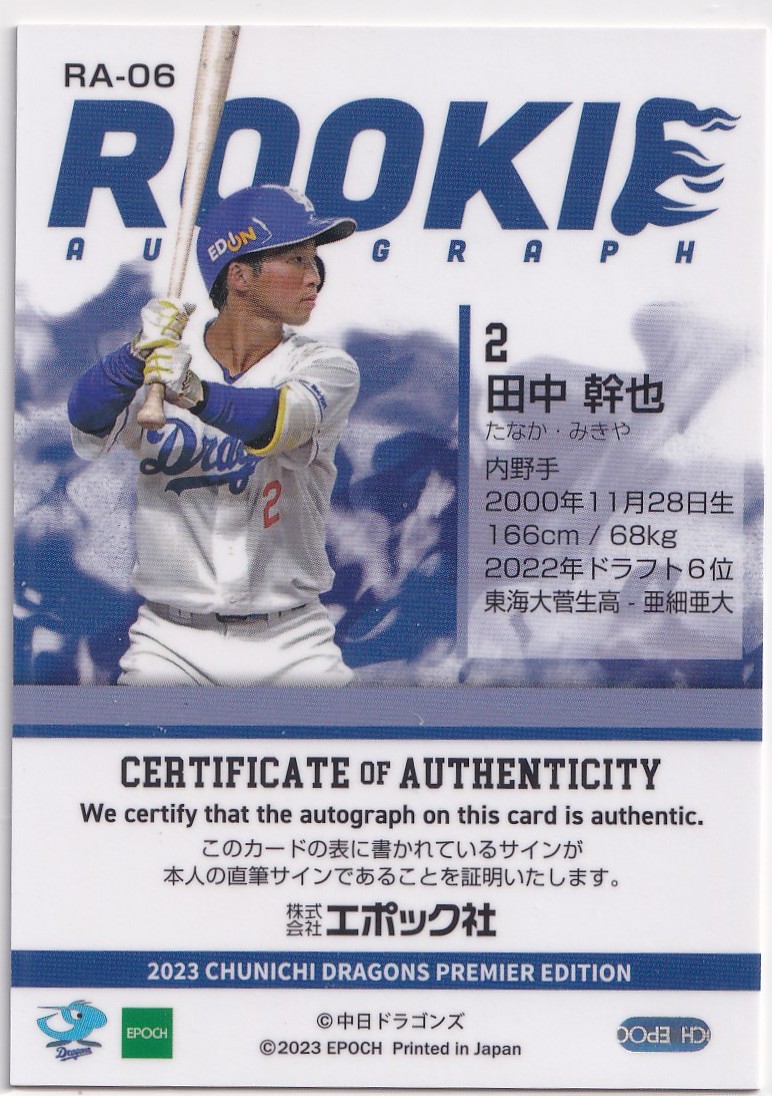 RA-06
ROOKIE
AU GRAPH
EDION
Drag
2
2
田中 幹也
たなか・みきや
内野手
2000年11月28日生
166cm / 68kg
2022年ドラフト6位
東海大菅生高 - 亜細亜大
CERTIFICATE OF AUTHENTICITY
We certify that the autograph on this card is authentic.
このカードの表に書かれているサインが
本人の直筆サインであることを証明いたします。
株式会社エポック社
2023 CHUNICHI DRAGONS PREMIER EDITION
Dragons
EPOCH
©中日ドラゴンズ
©2023 EPOCH Printed in Japan
OCH EPOC